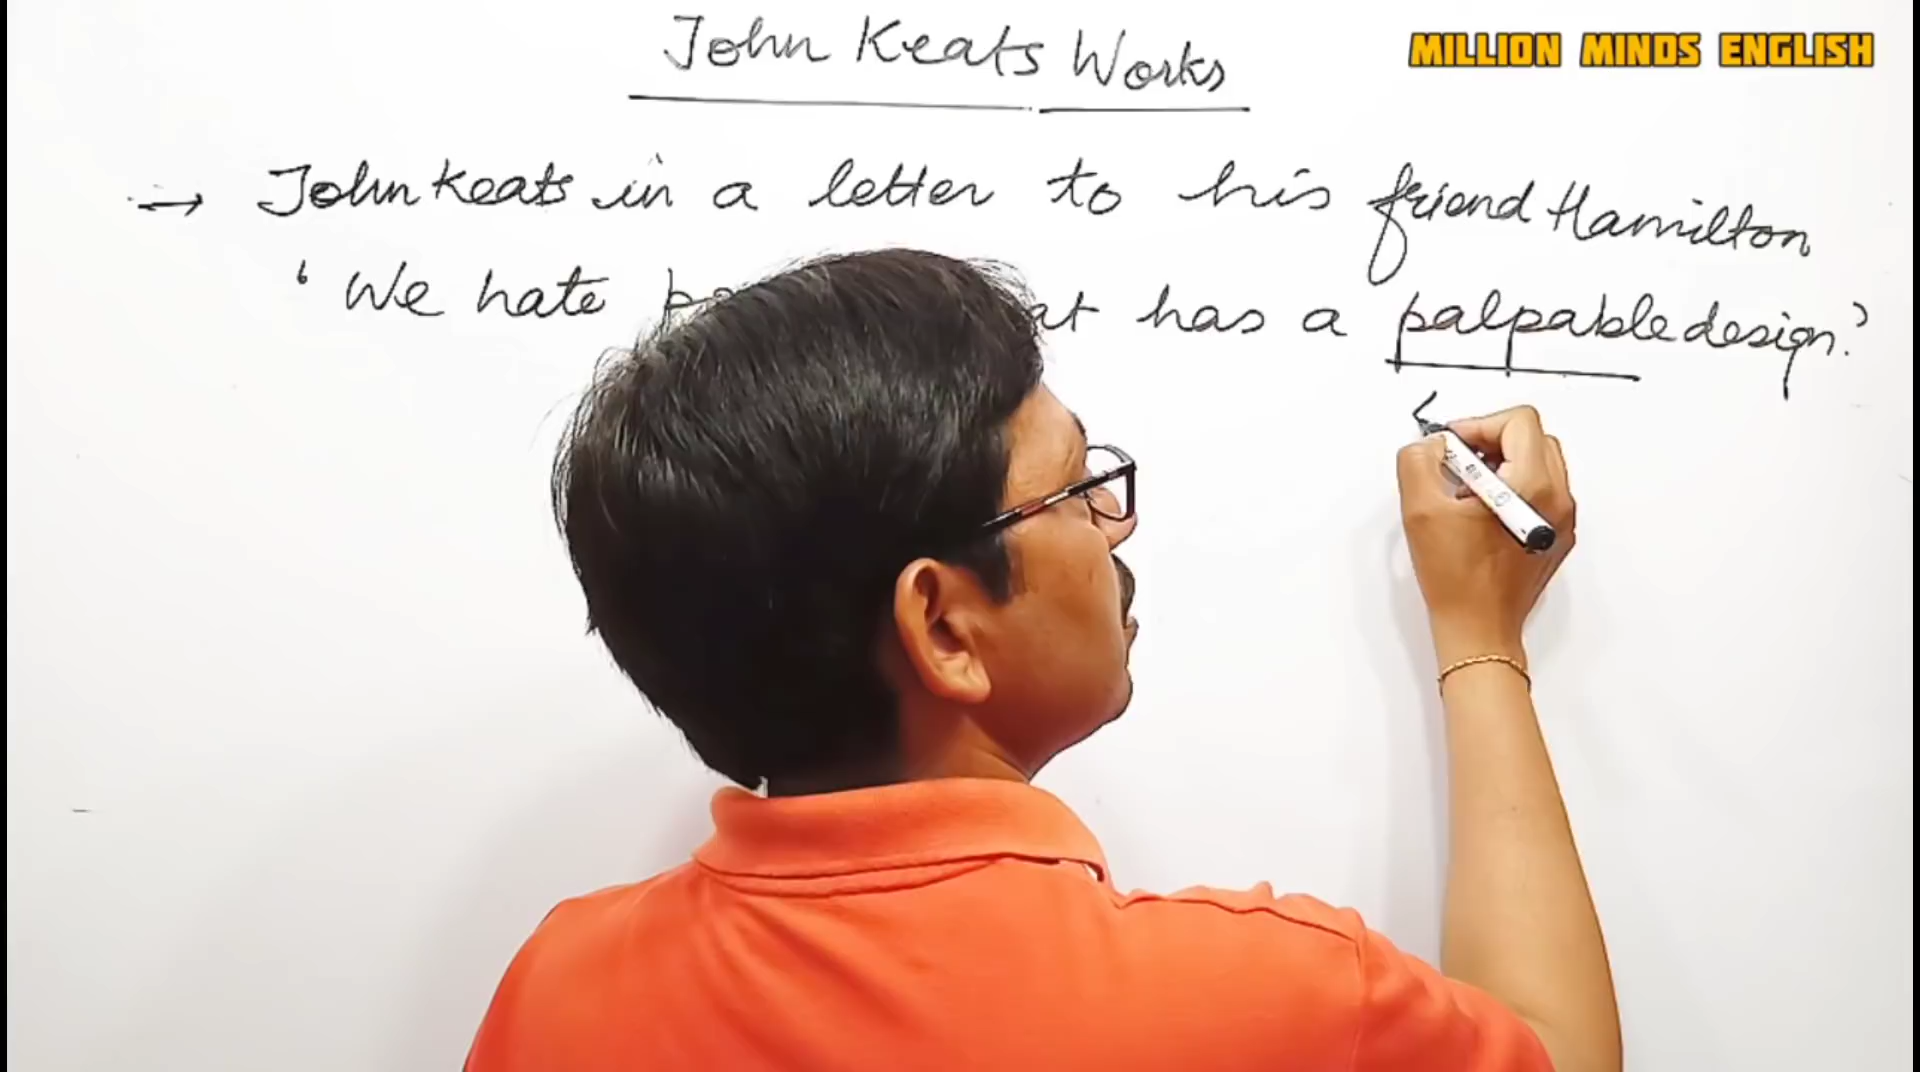 John Keats Works
MILLION MINDS ENGLISH
→ John Keats in a letter to his friend Hamilton
‘We hate has a palpable design.’